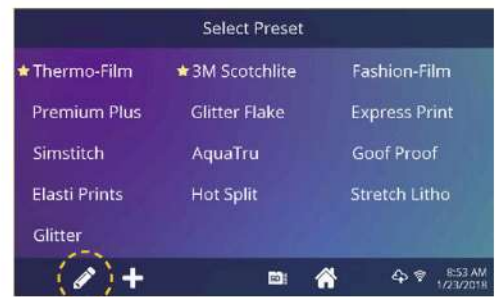 Select Preset
Thermo-Film 3M Scotchlite Fashion-Film
Premium Plus Glitter Flake Express Print
Simstitch AquaTru Goof Proof
Elasti Prints Hot Split Stretch Litho
Glitter
SD
8:53 AM
1/23/2018